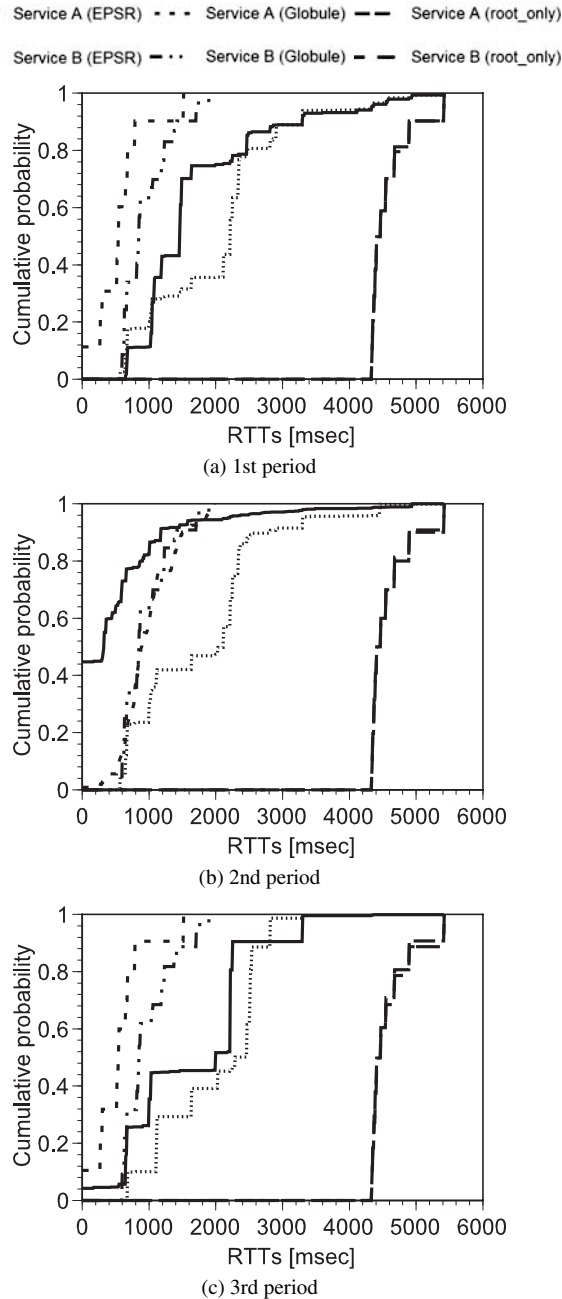 Service A (EPSR) Service A (Globule) Service A (root_only)
Service B (EPSR) Service B (Globule) Service B (root_only)
1
0.8
0.6
0.4
0.2
0
Cumulative probability
0 1000 2000 3000 4000 5000 6000
RTTs [msec]
(a) 1st period
1
0.8
0.6
0.4
0.2
0
Cumulative probability
0 1000 2000 3000 4000 5000 6000
RTTs [msec]
(b) 2nd period
1
0.8
0.6
0.4
0.2
0
Cumulative probability
0 1000 2000 3000 4000 5000 6000
RTTs [msec]
(c) 3rd period